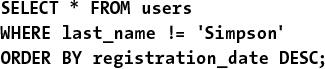 SELECT * FROM users
WHERE last_name != 'Simpson'
ORDER BY registration_date DESC;